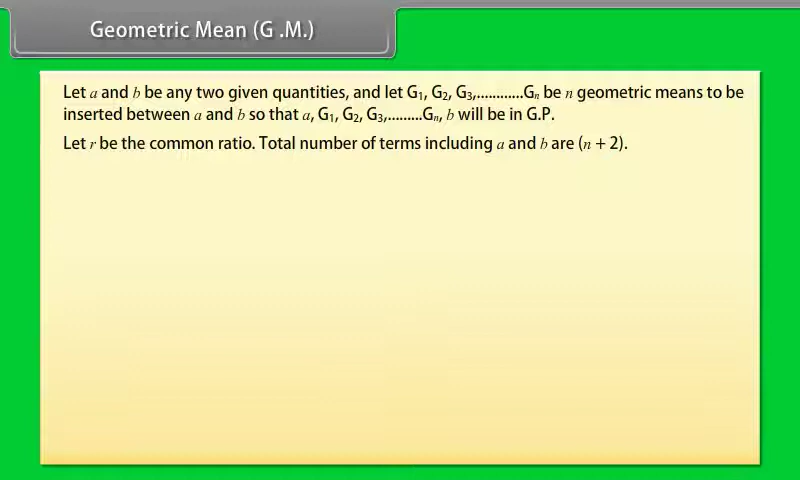 Geometric Mean (G .M.)
Let a and b be any two given quantities, and let G₁, G₂, G₃,............Gₙ be n geometric means to be
inserted between a and b so that a, G₁, G₂, G₃,.........Gₙ, b will be in G.P.
Let r be the common ratio. Total number of terms including a and b are (n + 2).